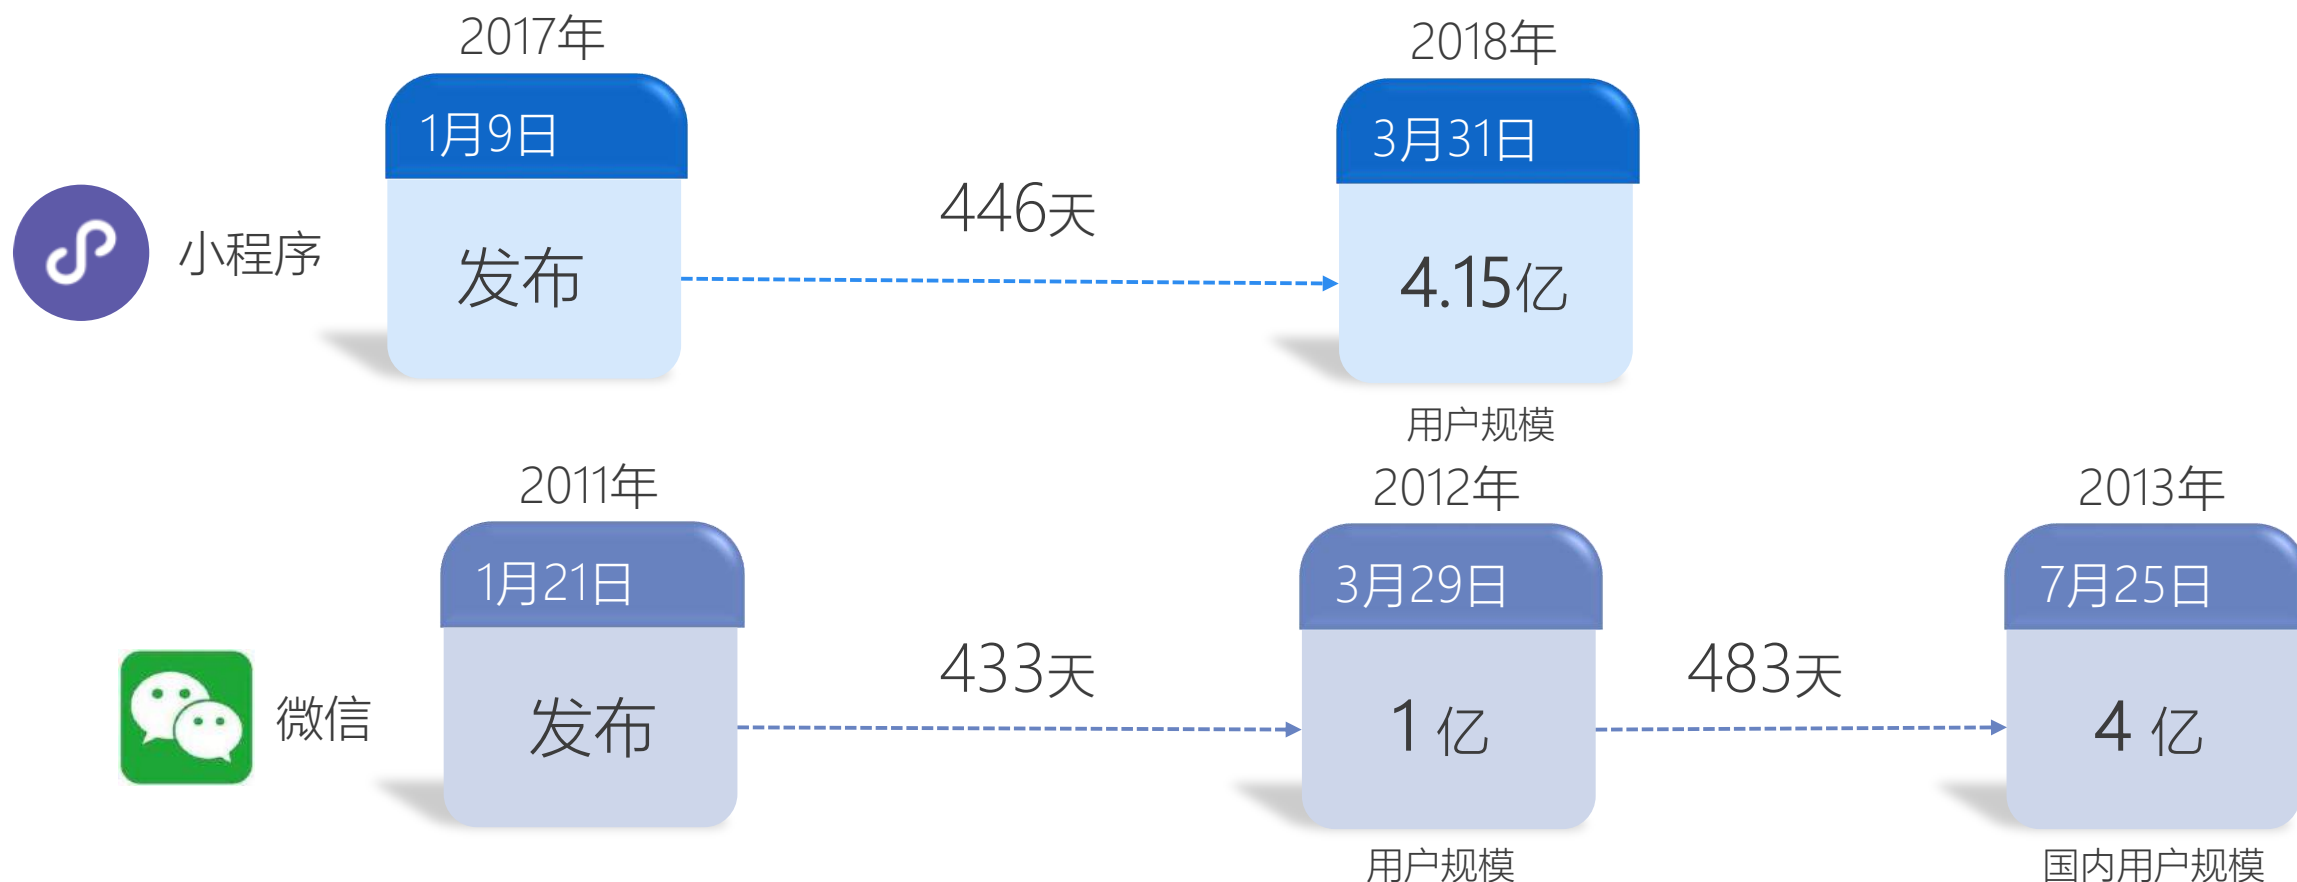 2017年
2018年
1月9日
3月31日
446天
小程序
发布
4.15亿
用户规模
2011年
2012年
2013年
1月21日
3月29日
7月25日
433天
483天
微信
发布
1 亿
4 亿
用户规模
国内用户规模